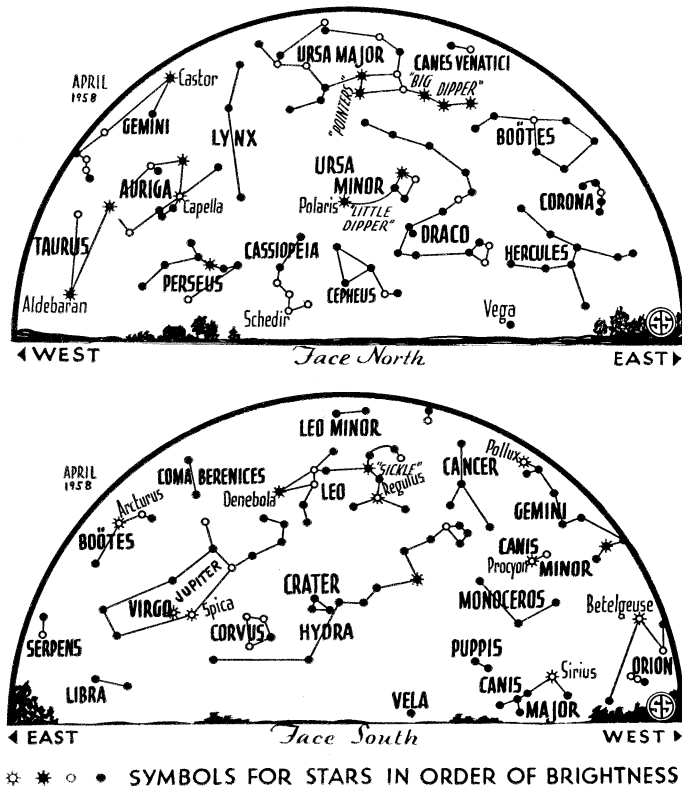 URSA MAJOR
CANES VENATICI
APRIL
1958
Castor
"POINTERS"
"BIG DIPPER"
GEMINI
LYNX
BOÖTES
URSA
MINOR
AURIGA
Capella
Polaris
"LITTLE
DIPPER"
CORONA
TAURUS
CASSIOPEIA
DRACO
HERCULES
PERSEUS
CEPHEUS
Aldebaran
Schedir
Vega
SS
WEST
Face North
EAST
LEO MINOR
APRIL
1958
COMA BERENICES
"SICKLE"
CANCER
Pollux
Denebola
LEO
Regulus
Arcturus
GEMINI
BOÖTES
CANIS
MINOR
Procyon
JUPITER
CRATER
VIRGO
Spica
MONOCEROS
Betelgeuse
CORVUS
HYDRA
SERPENS
PUPPIS
ORION
LIBRA
CANIS
MAJOR
Sirius
VELA
SS
EAST
Face South
WEST
SYMBOLS FOR STARS IN ORDER OF BRIGHTNESS